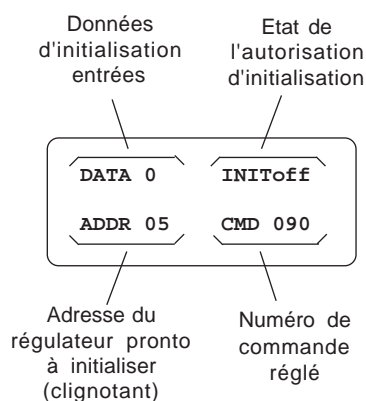 Données
d'initialisation
entrées
Etat de
l'autorisation
d'initialisation
DATA 0
INIToff
ADDR 05
CMD 090
Adresse du
régulateur pronto
à initialiser
(clignotant)
Numéro de
commande
réglé